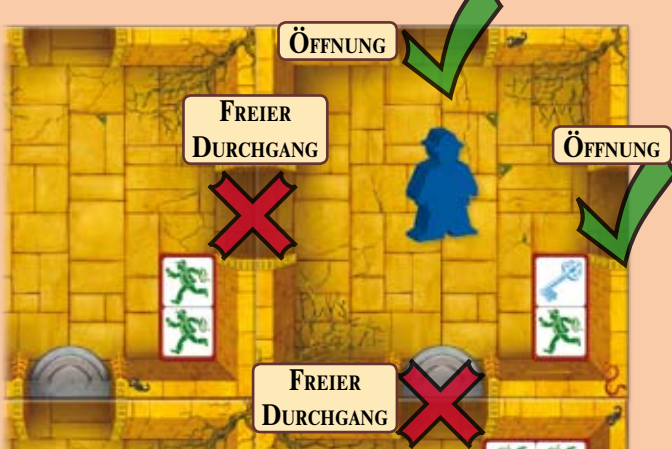 ÖFFNUNG
FREIER
DURCHGANG
ÖFFNUNG
FREIER
DURCHGANG